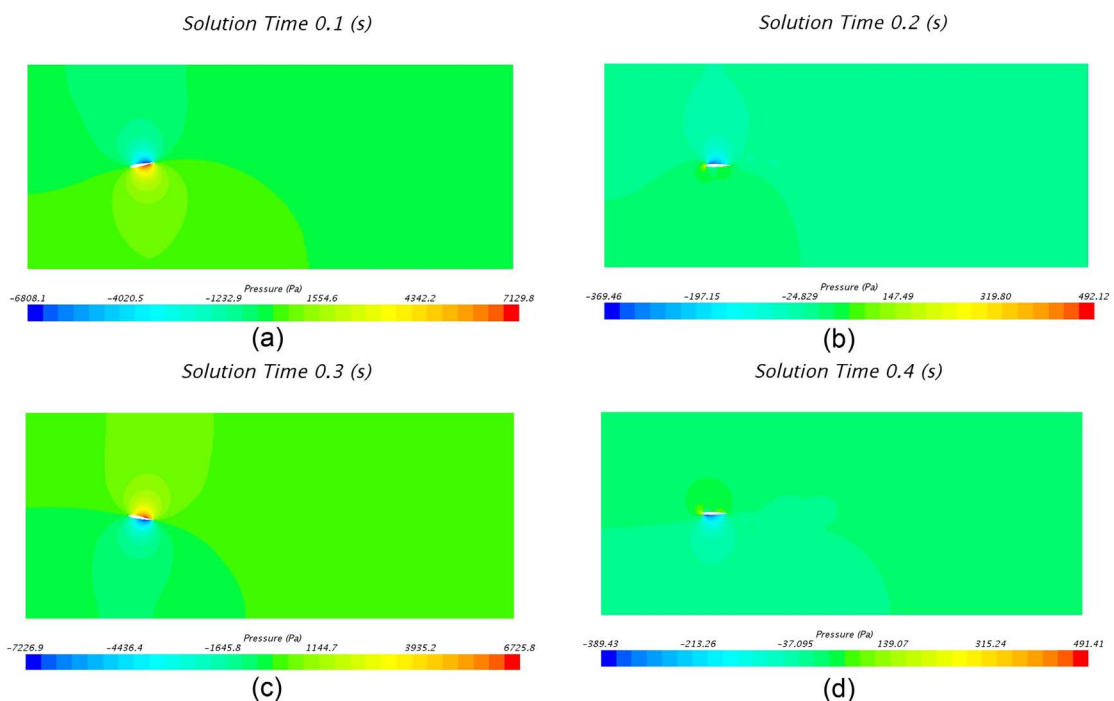 Solution Time 0.1 (s)
Solution Time 0.2 (s)
Pressure (Pa)
-6808.1 -4020.5 -1232.9 1554.6 4342.2 7129.8
(a)
Pressure (Pa)
-369.46 -197.15 -24.829 147.49 319.80 492.12
(b)
Solution Time 0.3 (s)
Solution Time 0.4 (s)
Pressure (Pa)
-7226.9 -4436.4 -1645.8 1144.7 3935.2 6725.8
(c)
Pressure (Pa)
-389.43 -213.26 -37.095 139.07 315.24 491.41
(d)